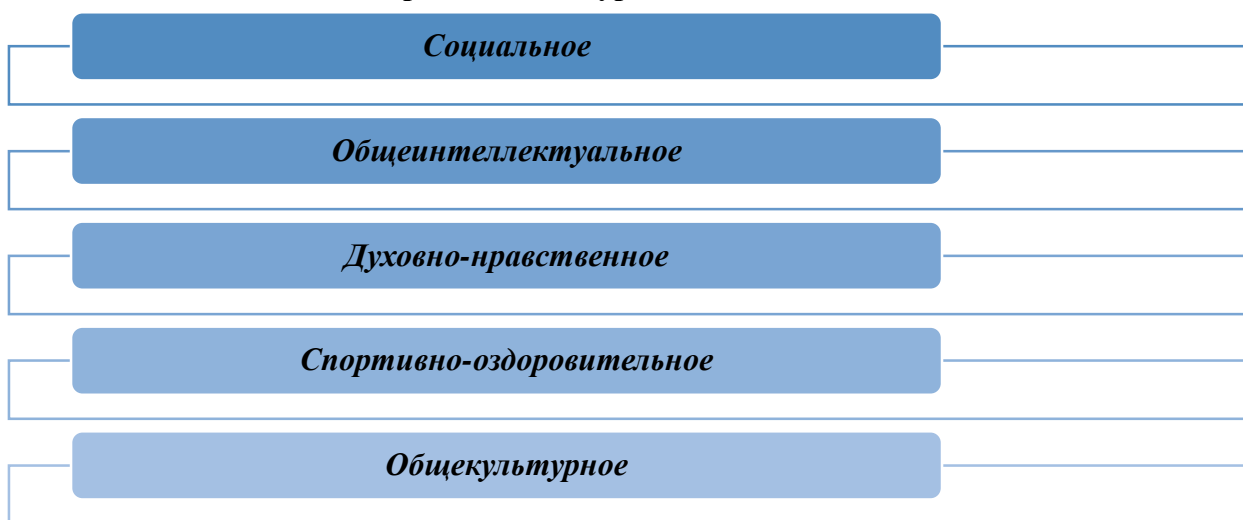 Социальное
Общеинтеллектуальное
Духовно-нравственное
Спортивно-оздоровительное
Общекультурное